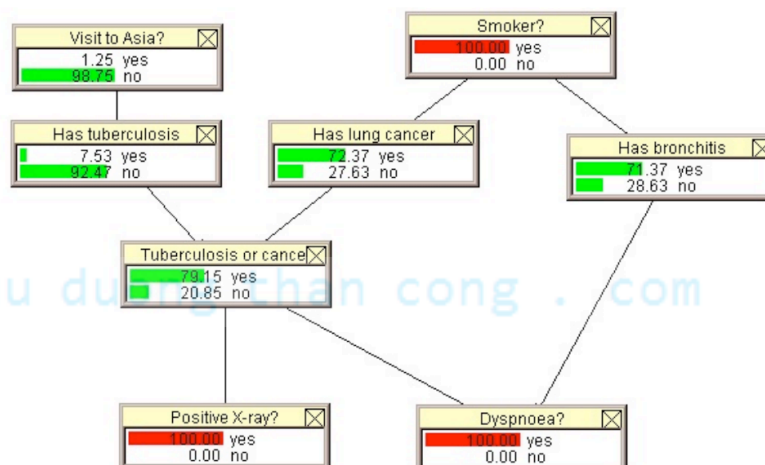 Visit to Asia?
1.25 yes
98.75 no
Smoker?
100.00 yes
0.00 no
Has tuberculosis
7.53 yes
92.47 no
Has lung cancer
72.37 yes
27.63 no
Has bronchitis
71.37 yes
28.63 no
Tuberculosis or cance
79.15 yes
20.85 no
u duong than cong . com
Positive X-ray?
100.00 yes
0.00 no
Dyspnoea?
100.00 yes
0.00 no